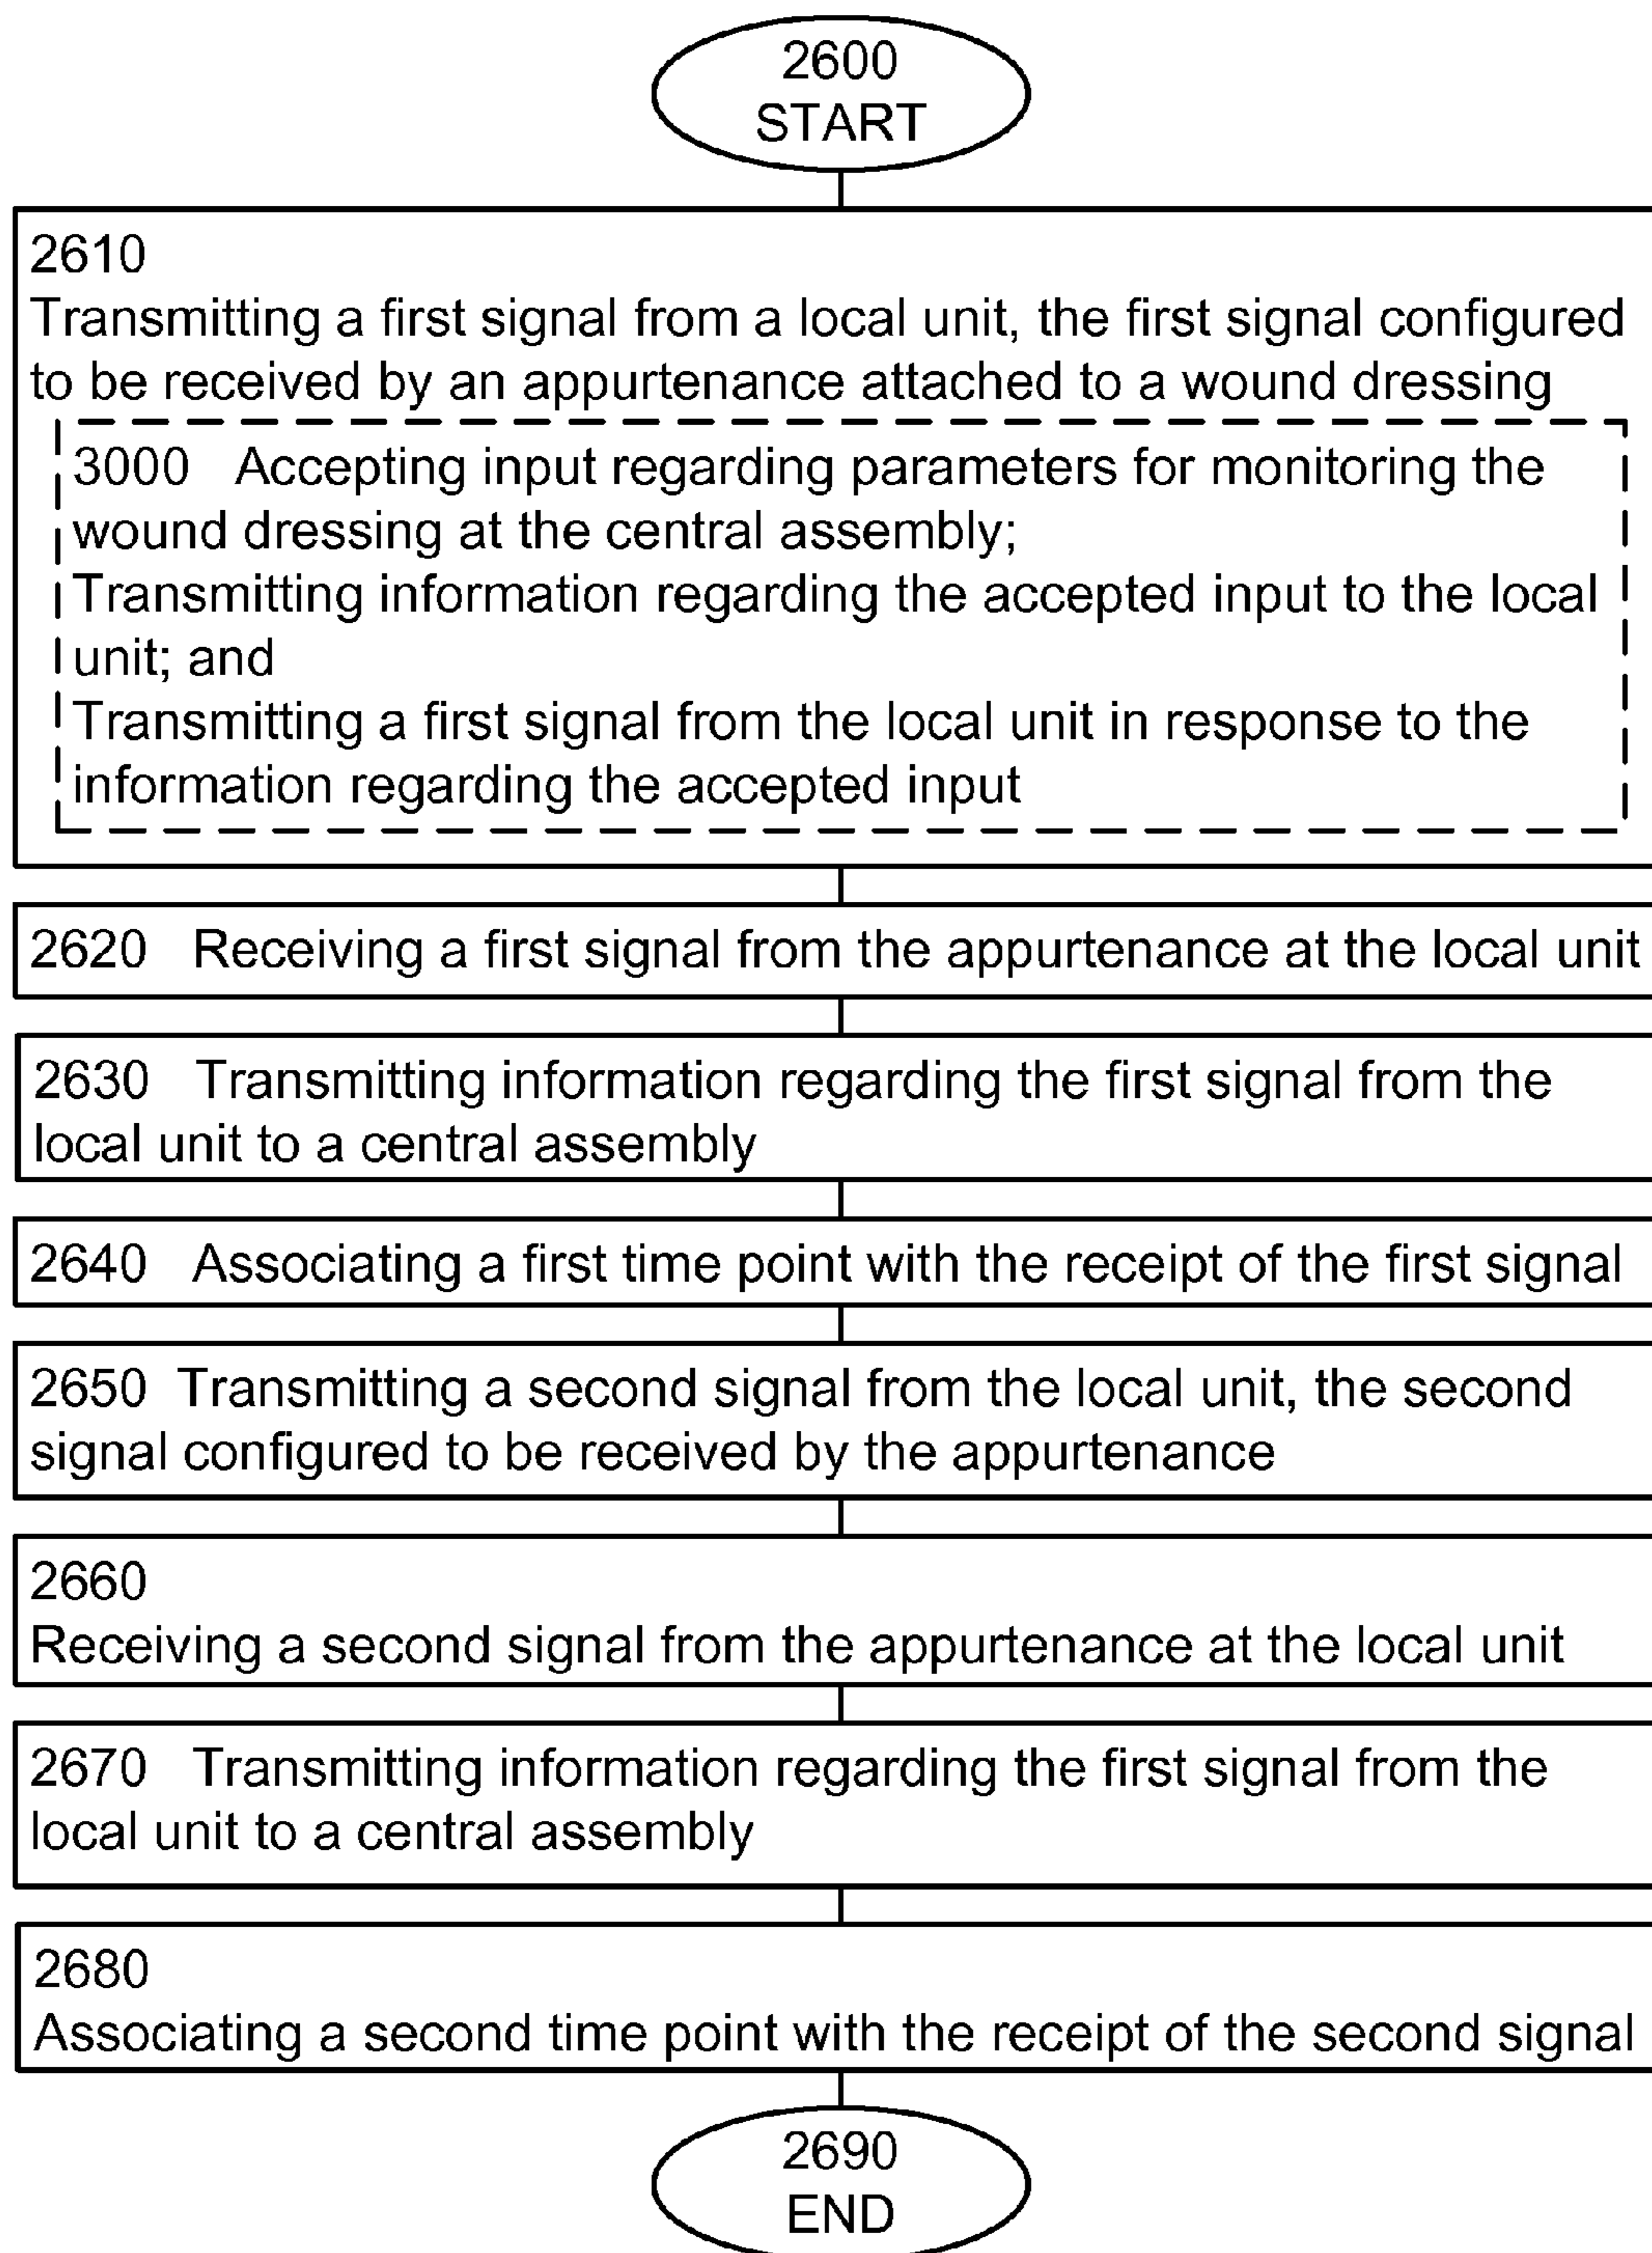 2600
START
2610
Transmitting a first signal from a local unit, the first signal configured
to be received by an appurtenance attached to a wound dressing
3000 Accepting input regarding parameters for monitoring the
wound dressing at the central assembly;
Transmitting information regarding the accepted input to the local
unit; and
Transmitting a first signal from the local unit in response to the
information regarding the accepted input
2620 Receiving a first signal from the appurtenance at the local unit
2630 Transmitting information regarding the first signal from the
local unit to a central assembly
2640 Associating a first time point with the receipt of the first signal
2650 Transmitting a second signal from the local unit, the second
signal configured to be received by the appurtenance
2660
Receiving a second signal from the appurtenance at the local unit
2670 Transmitting information regarding the first signal from the
local unit to a central assembly
2680
Associating a second time point with the receipt of the second signal
2690
END